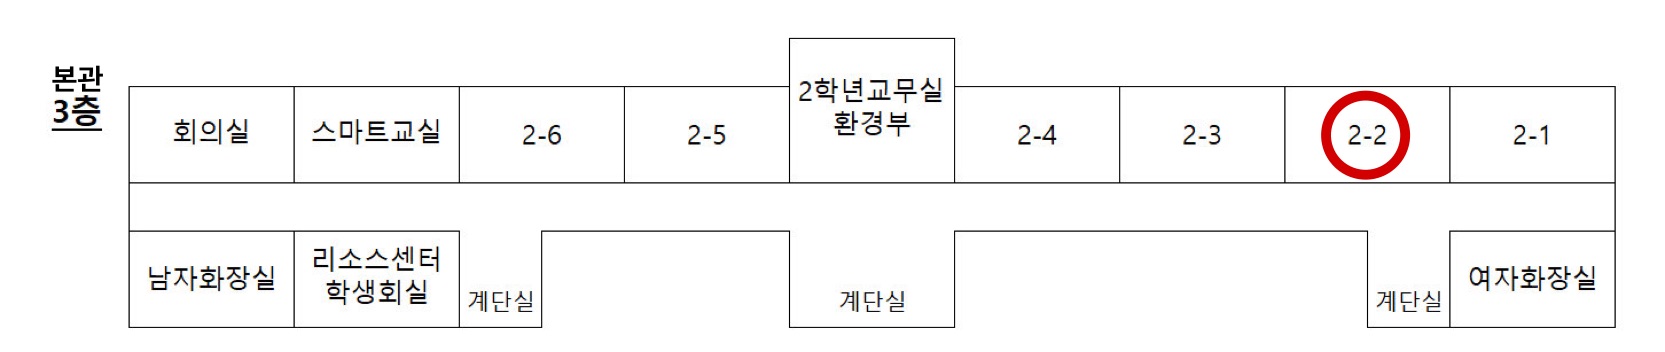 본관
3층
회의실
스마트교실
2-6
2-5
2학년교무실
환경부
2-4
2-3
2-2
2-1
남자화장실
리소스센터
학생회실
계단실
계단실
계단실
여자화장실